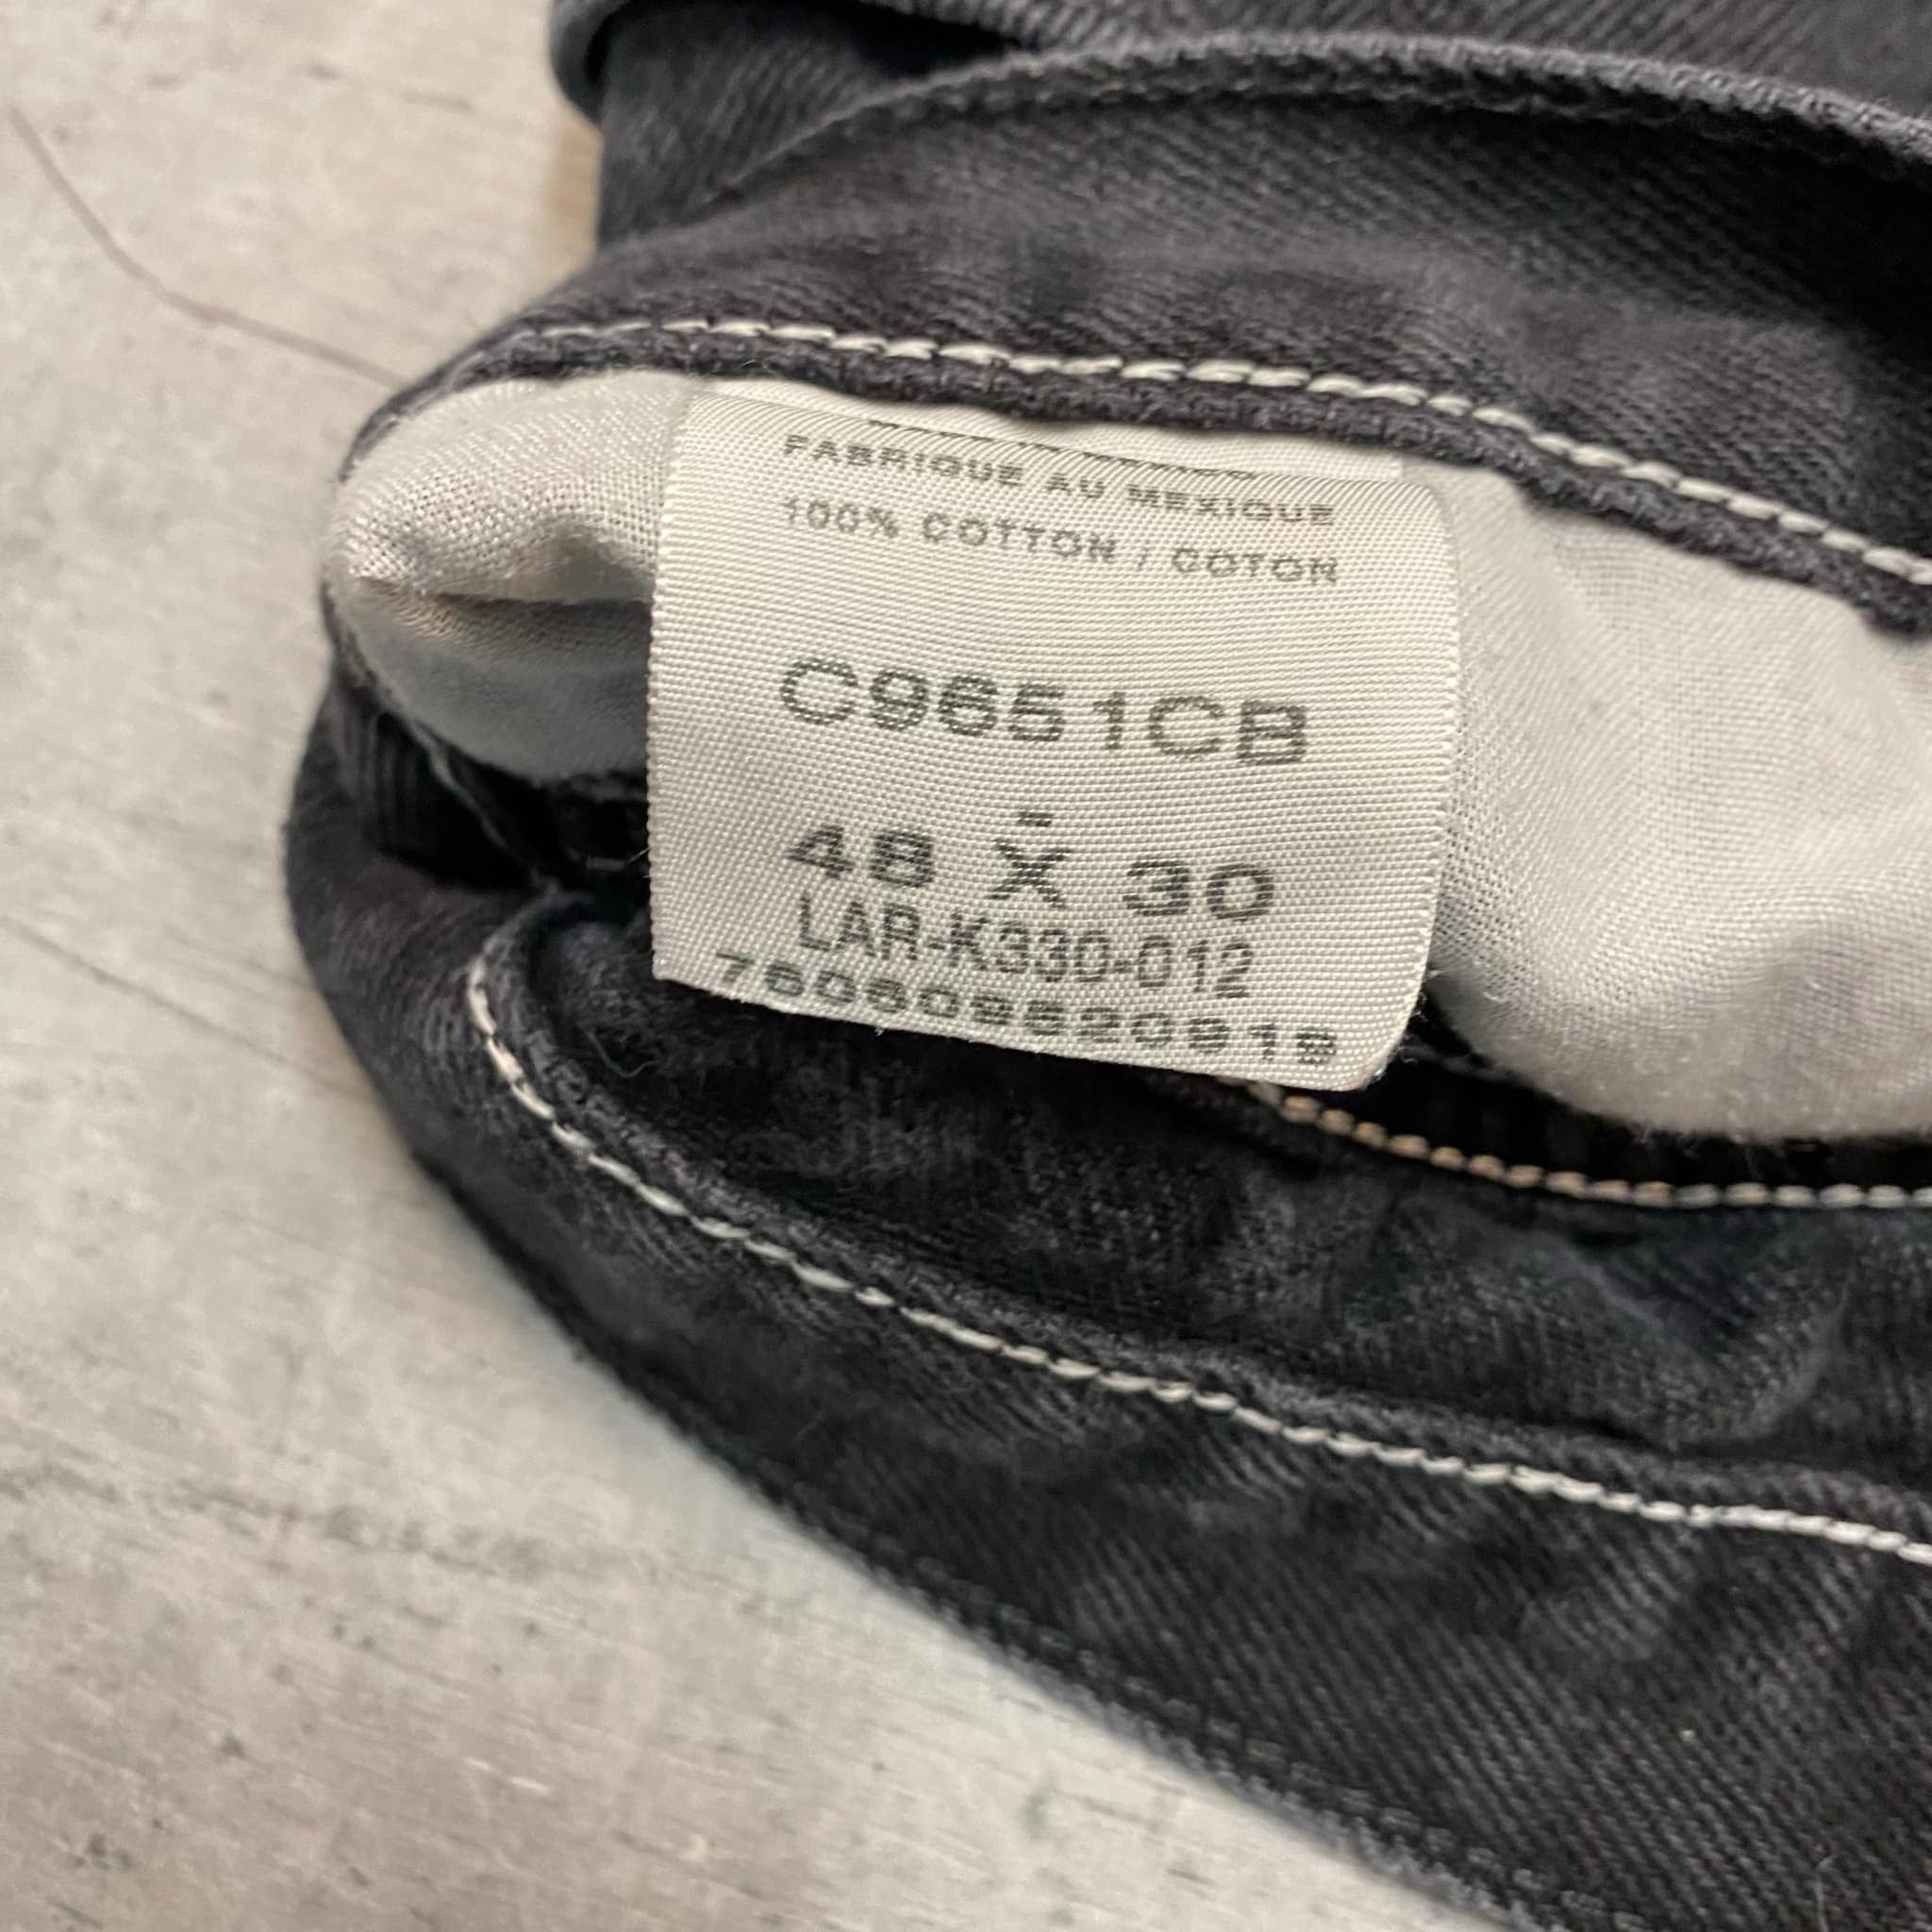 FABRIQUE AU MEXIQUE
100% COTTON / COTON
C9651CB
-
48 X 30
LAR-K330-012